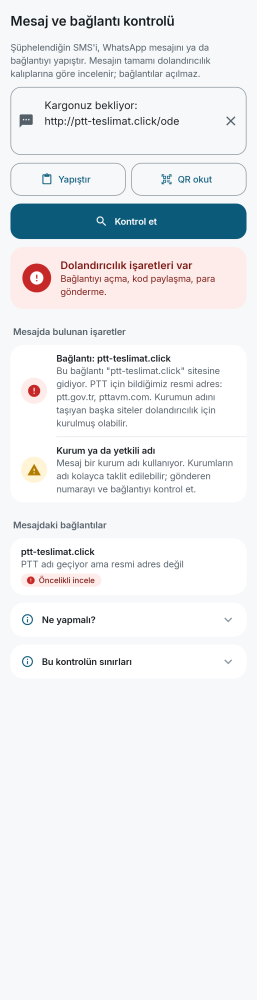 Mesaj ve bağlantı kontrolü
Şüphelendiğin SMS'i, WhatsApp mesajını ya da
bağlantıyı yapıştır. Mesajın tamamı dolandırıcılık
kalıplarına göre incelenir; bağlantılar açılmaz.
Kargonuz bekliyor:
http://ptt-teslimat.click/ode
Yapıştır
QR okut
Kontrol et
Dolandırıcılık işaretleri var
Bağlantıyı açma, kod paylaşma, para
gönderme.
Mesajda bulunan işaretler
Bağlantı: ptt-teslimat.click
Bu bağlantı "ptt-teslimat.click" sitesine
gidiyor. PTT için bildiğimiz resmi adres:
ptt.gov.tr, pttavm.com. Kurumun adını
taşıyan başka siteler dolandırıcılık için
kurulmuş olabilir.
Kurum ya da yetkili adı
Mesaj bir kurum adı kullanıyor. Kurumların
adı kolayca taklit edilebilir; gönderen
numarayı ve bağlantıyı kontrol et.
Mesajdaki bağlantılar
ptt-teslimat.click
PTT adı geçiyor ama resmi adres değil
Öncelikli incele
Ne yapmalı?
Bu kontrolün sınırları